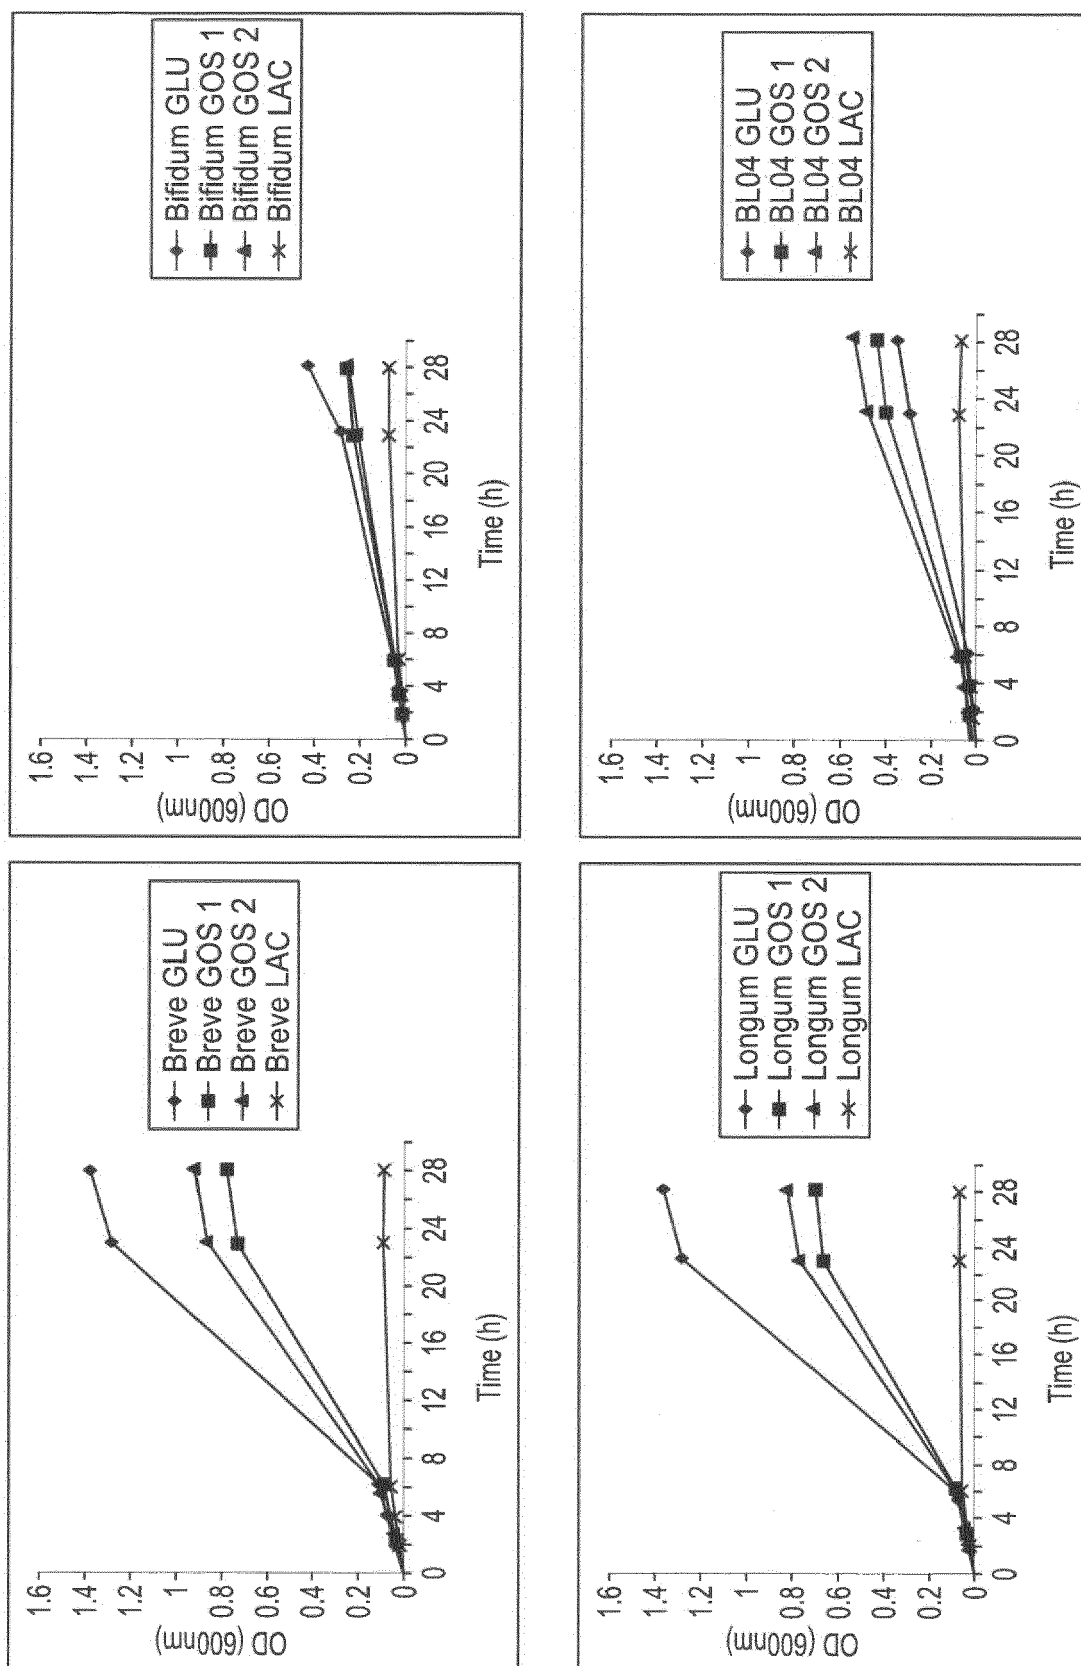 OD (600nm)
1.6
1.4
1.2
1
0.8
0.6
0.4
0.2
0
0 4 8 12 16 20 24 28
Time (h)
Breve GLU
Breve GOS 1
Breve GOS 2
Breve LAC
OD (600nm)
1.6
1.4
1.2
1
0.8
0.6
0.4
0.2
0
0 4 8 12 16 20 24 28
Time (h)
Bifidum GLU
Bifidum GOS 1
Bifidum GOS 2
Bifidum LAC
OD (600nm)
1.6
1.4
1.2
1
0.8
0.6
0.4
0.2
0
0 4 8 12 16 20 24 28
Time (h)
Longum GLU
Longum GOS 1
Longum GOS 2
Longum LAC
OD (600nm)
1.6
1.4
1.2
1
0.8
0.6
0.4
0.2
0
0 4 8 12 16 20 24 28
Time (h)
BL04 GLU
BL04 GOS 1
BL04 GOS 2
BL04 LAC